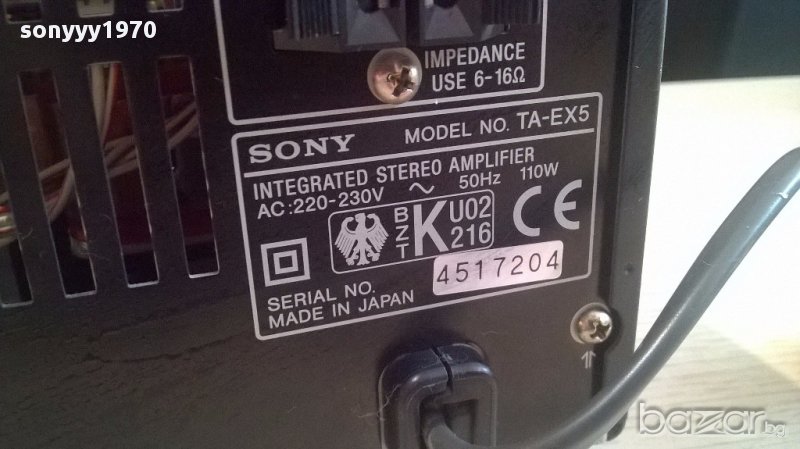 sonyyy1970
IMPEDANCE
USE 6-16Ω
SONY MODEL NO. TA-EX5
INTEGRATED STEREO AMPLIFIER
AC:220-230V ~ 50Hz 110W
BZT K U02 216 CE
SERIAL NO. 4517204
MADE IN JAPAN
bazar.bg